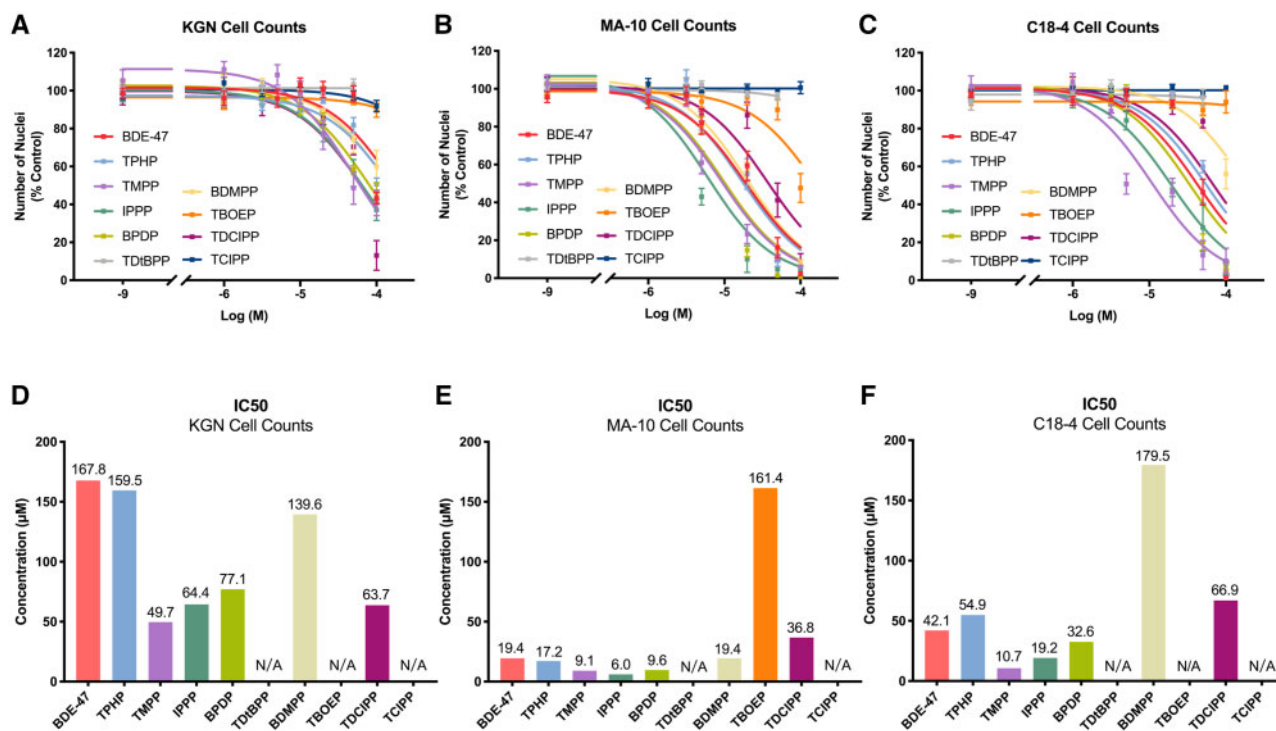 A
KGN Cell Counts
Number of Nuclei
(% Control)
120
100
80
60
40
20
0
BDE-47
TPHP
TMPP
IPPP
BPDP
TDtBPP
BDMPP
TBOEP
TDCIPP
TCIPP
-9
-6
-5
-4
Log (M)
B
MA-10 Cell Counts
Number of Nuclei
(% Control)
120
100
80
60
40
20
0
BDE-47
TPHP
TMPP
IPPP
BPDP
TDtBPP
BDMPP
TBOEP
TDCIPP
TCIPP
-9
-6
-5
-4
Log (M)
C
C18-4 Cell Counts
Number of Nuclei
(% Control)
120
100
80
60
40
20
0
BDE-47
TPHP
TMPP
IPPP
BPDP
TDtBPP
BDMPP
TBOEP
TDCIPP
TCIPP
-9
-6
-5
-4
Log (M)
D
IC50
KGN Cell Counts
Concentration (µM)
200
150
100
50
0
167.8
159.5
49.7
64.4
77.1
N/A
139.6
N/A
63.7
N/A
BDE-47
TPHP
TMPP
IPPP
BPDP
TDtBPP
BDMPP
TBOEP
TDCIPP
TCIPP
E
IC50
MA-10 Cell Counts
Concentration (µM)
200
150
100
50
0
19.4
17.2
9.1
6.0
9.6
N/A
19.4
161.4
36.8
N/A
BDE-47
TPHP
TMPP
IPPP
BPDP
TDtBPP
BDMPP
TBOEP
TDCIPP
TCIPP
F
IC50
C18-4 Cell Counts
Concentration (µM)
200
150
100
50
0
42.1
54.9
10.7
19.2
32.6
N/A
179.5
N/A
66.9
N/A
BDE-47
TPHP
TMPP
IPPP
BPDP
TDtBPP
BDMPP
TBOEP
TDCIPP
TCIPP